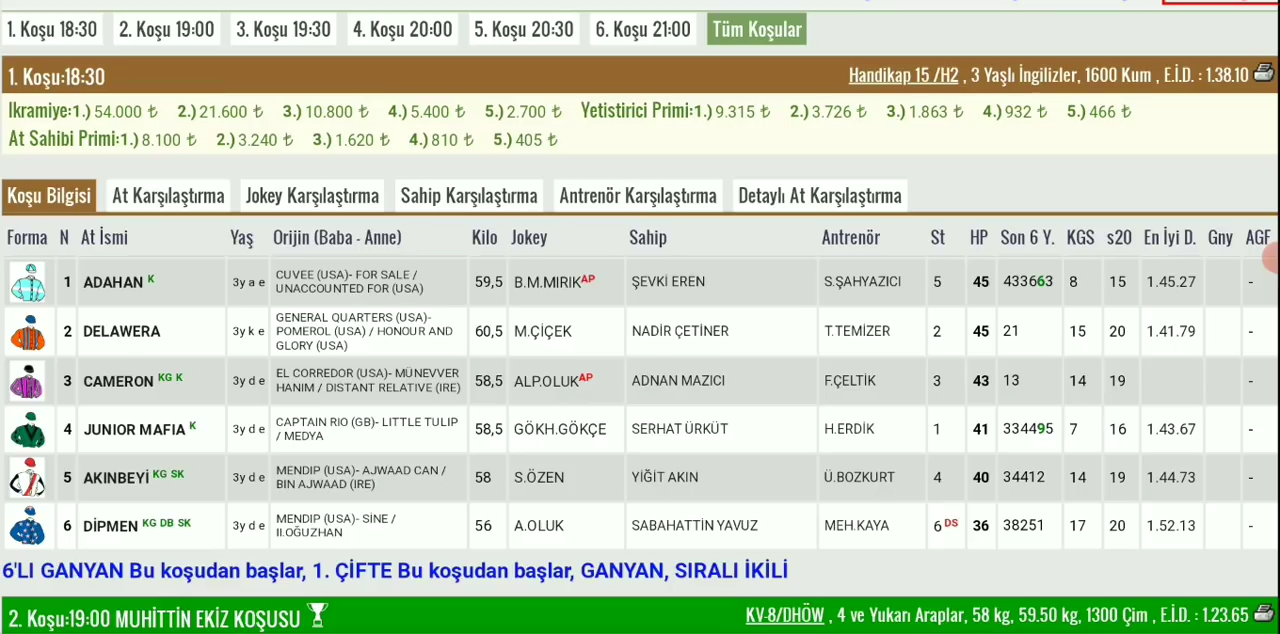 1. Koşu 18:30 2. Koşu 19:00 3. Koşu 19:30 4. Koşu 20:00 5. Koşu 20:30 6. Koşu 21:00 Tüm Koşular
1. Koşu:18:30 Handikap 15 /H2 , 3 Yaşlı İngilizler, 1600 Kum , E.İ.D. : 1.38.10
Ikramiye:1.) 54.000 ₺ 2.) 21.600 ₺ 3.) 10.800 ₺ 4.) 5.400 ₺ 5.) 2.700 ₺ Yetistirici Primi:1.) 9.315 ₺ 2.) 3.726 ₺ 3.) 1.863 ₺ 4.) 932 ₺ 5.) 466 ₺
At Sahibi Primi:1.) 8.100 ₺ 2.) 3.240 ₺ 3.) 1.620 ₺ 4.) 810 ₺ 5.) 405 ₺
Koşu Bilgisi At Karşılaştırma Jokey Karşılaştırma Sahip Karşılaştırma Antrenör Karşılaştırma Detaylı At Karşılaştırma
Forma N At İsmi Yaş Orijin (Baba - Anne) Kilo Jokey Sahip Antrenör St HP Son 6 Y. KGS s20 En İyi D. Gny AGF
1 ADAHAN K 3y a e CUVEE (USA)- FOR SALE / UNACCOUNTED FOR (USA) 59,5 B.M.MIRIK AP ŞEVKİ EREN S.ŞAHYAZICI 5 45 433663 8 15 1.45.27 -
2 DELAWERA 3y k e GENERAL QUARTERS (USA)- POMEROL (USA) / HONOUR AND GLORY (USA) 60,5 M.ÇİÇEK NADİR ÇETİNER T.TEMİZER 2 45 21 15 20 1.41.79 -
3 CAMERON KG K 3y d e EL CORREDOR (USA)- MÜNEVVER HANIM / DISTANT RELATIVE (IRE) 58,5 ALP.OLUK AP ADNAN MAZICI F.ÇELTİK 3 43 13 14 19 -
4 JUNIOR MAFIA K 3y d e CAPTAIN RIO (GB)- LITTLE TULIP / MEDYA 58,5 GÖKH.GÖKÇE SERHAT ÜRKÜT H.ERDİK 1 41 334495 7 16 1.43.67 -
5 AKINBEYİ KG SK 3y d e MENDIP (USA)- AJWAAD CAN / BIN AJWAAD (IRE) 58 S.ÖZEN YİĞİT AKIN Ü.BOZKURT 4 40 34412 14 19 1.44.73 -
6 DİPMEN KG DB SK 3y d e MENDIP (USA)- SİNE / II.OĞUZHAN 56 A.OLUK SABAHATTİN YAVUZ MEH.KAYA 6 DS 36 38251 17 20 1.52.13 -
6'LI GANYAN Bu koşudan başlar, 1. ÇİFTE Bu koşudan başlar, GANYAN, SIRALI İKİLİ
2. Koşu:19:00 MUHİTTİN EKİZ KOŞUSU KV-8/DHÖW , 4 ve Yukarı Araplar, 58 kg, 59.50 kg, 1300 Çim , E.İ.D. : 1.23.65